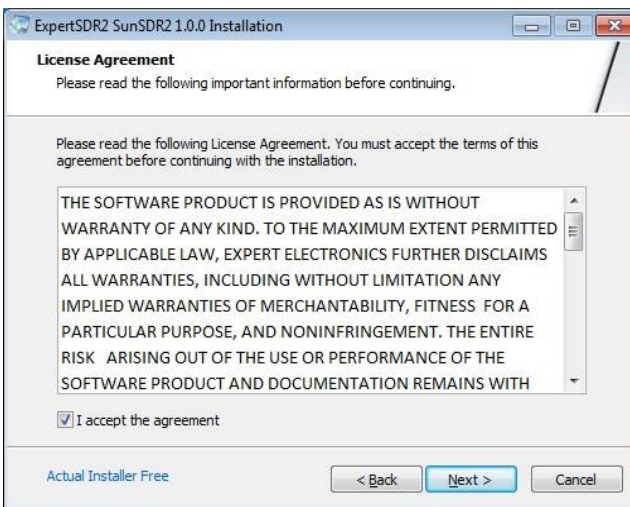 ExpertSDR2 SunSDR2 1.0.0 Installation
License Agreement
Please read the following important information before continuing.
Please read the following License Agreement. You must accept the terms of this
agreement before continuing with the installation.
THE SOFTWARE PRODUCT IS PROVIDED AS IS WITHOUT
WARRANTY OF ANY KIND. TO THE MAXIMUM EXTENT PERMITTED
BY APPLICABLE LAW, EXPERT ELECTRONICS FURTHER DISCLAIMS
ALL WARRANTIES, INCLUDING WITHOUT LIMITATION ANY
IMPLIED WARRANTIES OF MERCHANTABILITY, FITNESS  FOR A
PARTICULAR PURPOSE, AND NONINFRINGEMENT. THE ENTIRE
RISK   ARISING OUT OF THE USE OR PERFORMANCE OF THE
SOFTWARE PRODUCT AND DOCUMENTATION REMAINS WITH
I accept the agreement
Actual Installer Free
< Back
Next >
Cancel